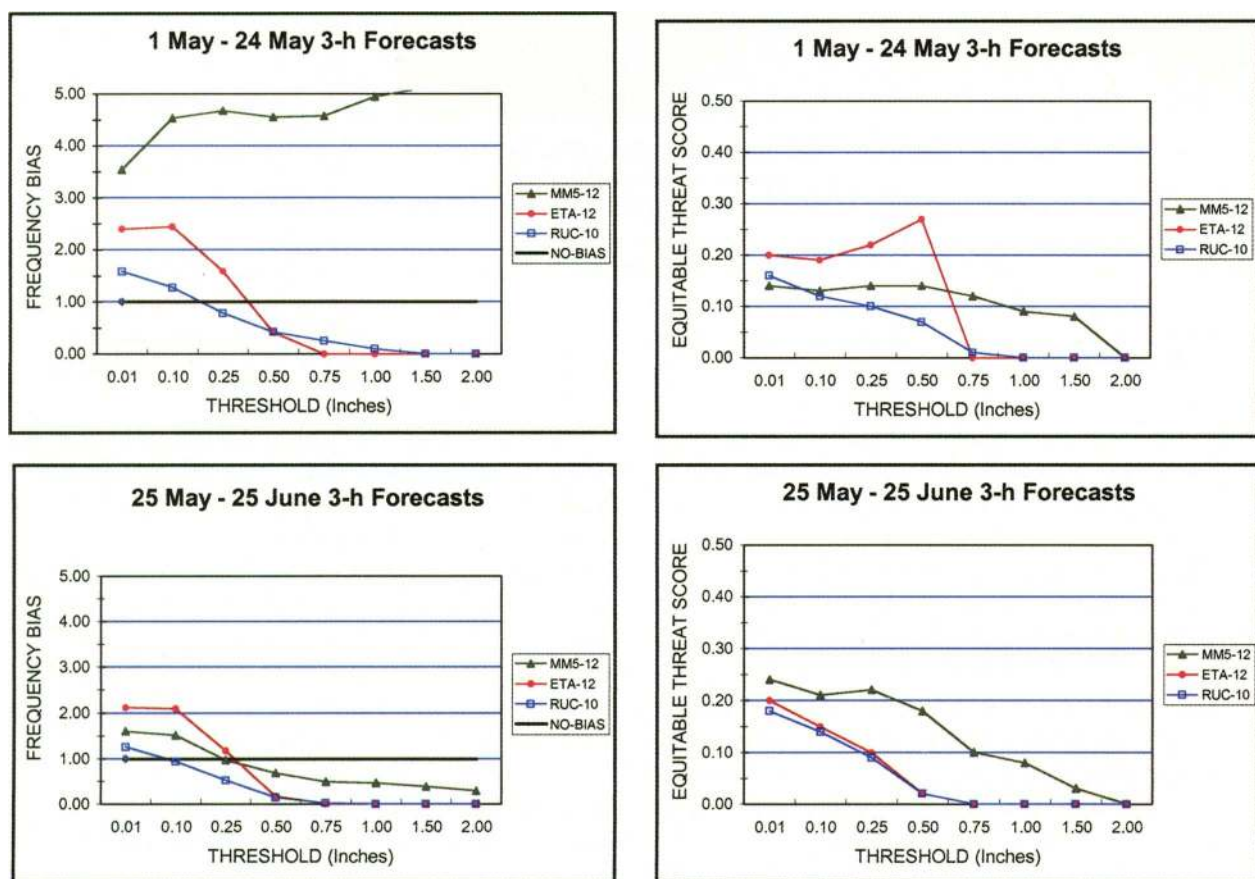 1 May - 24 May 3-h Forecasts
FREQUENCY BIAS
5.00
4.00
3.00
2.00
1.00
0.00
0.01 0.10 0.25 0.50 0.75 1.00 1.50 2.00
THRESHOLD (Inches)
MM5-12
ETA-12
RUC-10
NO-BIAS
1 May - 24 May 3-h Forecasts
EQUITABLE THREAT SCORE
0.50
0.40
0.30
0.20
0.10
0.00
0.01 0.10 0.25 0.50 0.75 1.00 1.50 2.00
THRESHOLD (Inches)
MM5-12
ETA-12
RUC-10
25 May - 25 June 3-h Forecasts
FREQUENCY BIAS
5.00
4.00
3.00
2.00
1.00
0.00
0.01 0.10 0.25 0.50 0.75 1.00 1.50 2.00
THRESHOLD (Inches)
MM5-12
ETA-12
RUC-10
NO-BIAS
25 May - 25 June 3-h Forecasts
EQUITABLE THREAT SCORE
0.50
0.40
0.30
0.20
0.10
0.00
0.01 0.10 0.25 0.50 0.75 1.00 1.50 2.00
THRESHOLD (Inches)
MM5-12
ETA-12
RUC-10